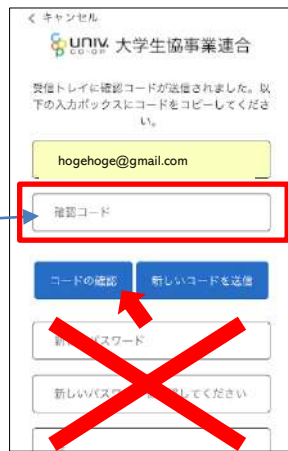 < キャンセル
univ. CO-OP 大学生協事業連合
受信トレイに確認コードが送信されました。以
下の入力ボックスにコードをコピーしてくださ
い。
hogehoge@gmail.com
確認コード
コードの確認 新しいコードを送信
新しいパスワード
新しいパスワードを確認してください